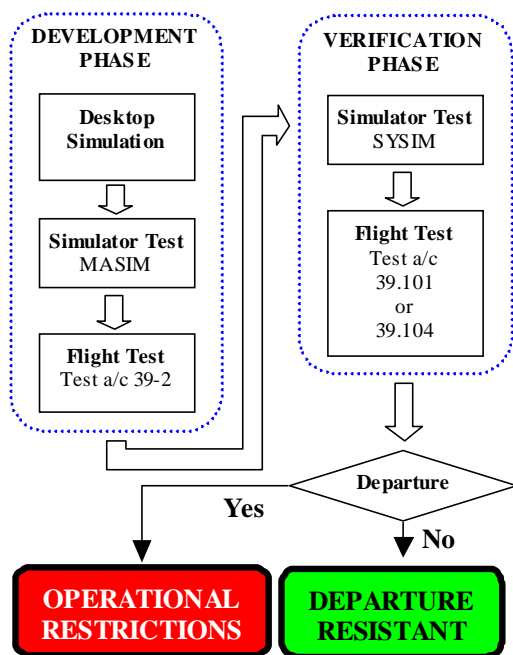 DEVELOPMENT
PHASE
Desktop
Simulation
Simulator Test
MASIM
Flight Test
Test a/c 39-2
VERIFICATION
PHASE
Simulator Test
SYSIM
Flight Test
Test a/c
39.101
or
39.104
Departure
Yes
No
OPERATIONAL
RESTRICTIONS
DEPARTURE
RESISTANT